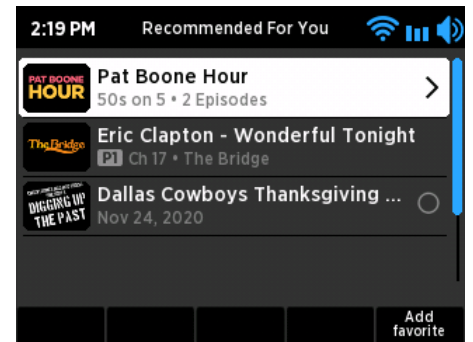 2:19 PM Recommended For You
PAT BOONE
HOUR
Pat Boone Hour
50s on 5 • 2 Episodes
The Bridge
Eric Clapton - Wonderful Tonight
P1 Ch 17 • The Bridge
DIGGING UP
THE PAST
Dallas Cowboys Thanksgiving ...
Nov 24, 2020
Add
favorite